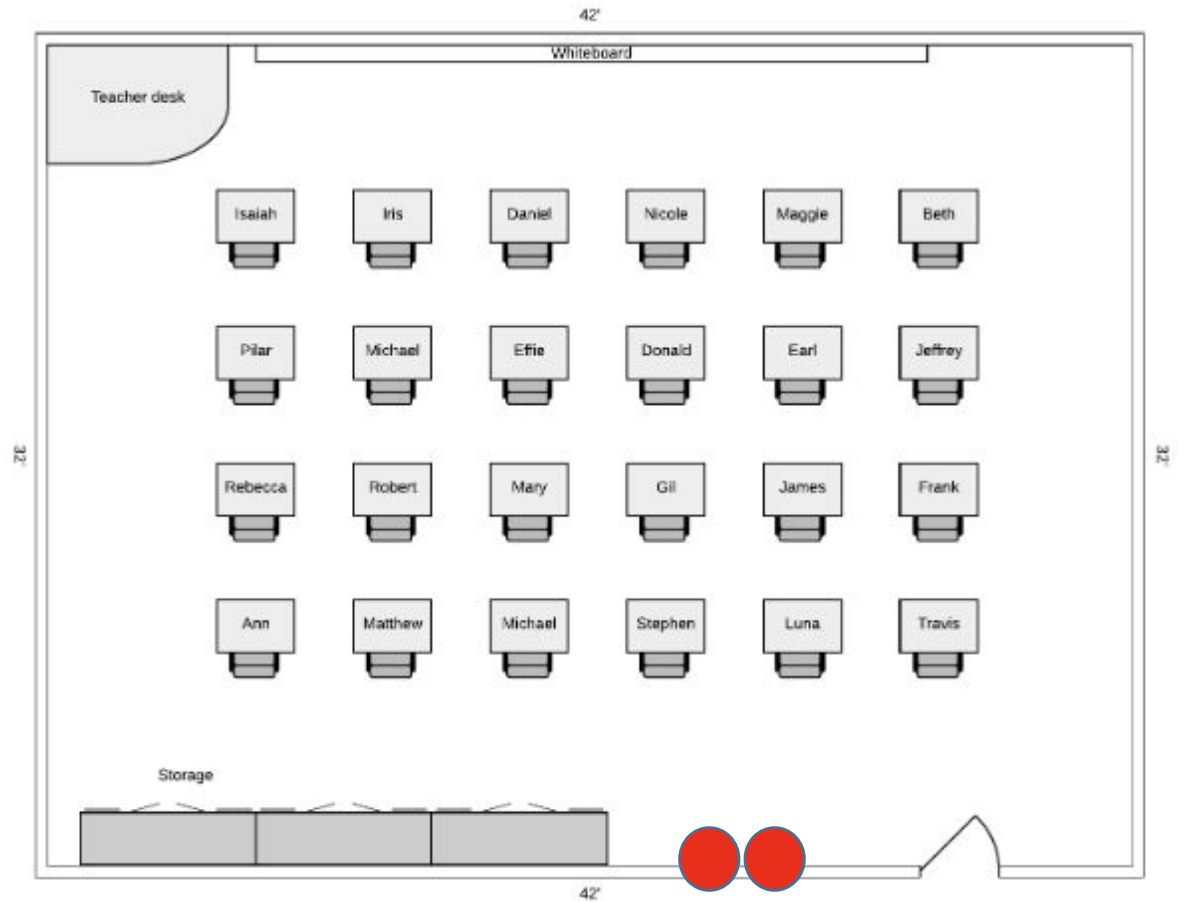 42'
Whiteboard
Teacher desk
Isaiah Iris Daniel Nicole Maggie Beth
Pilar Michael Effie Donald Earl Jeffrey
32' 32'
Rebecca Robert Mary Gil James Frank
Ann Matthew Michael Stephen Luna Travis
Storage
42'